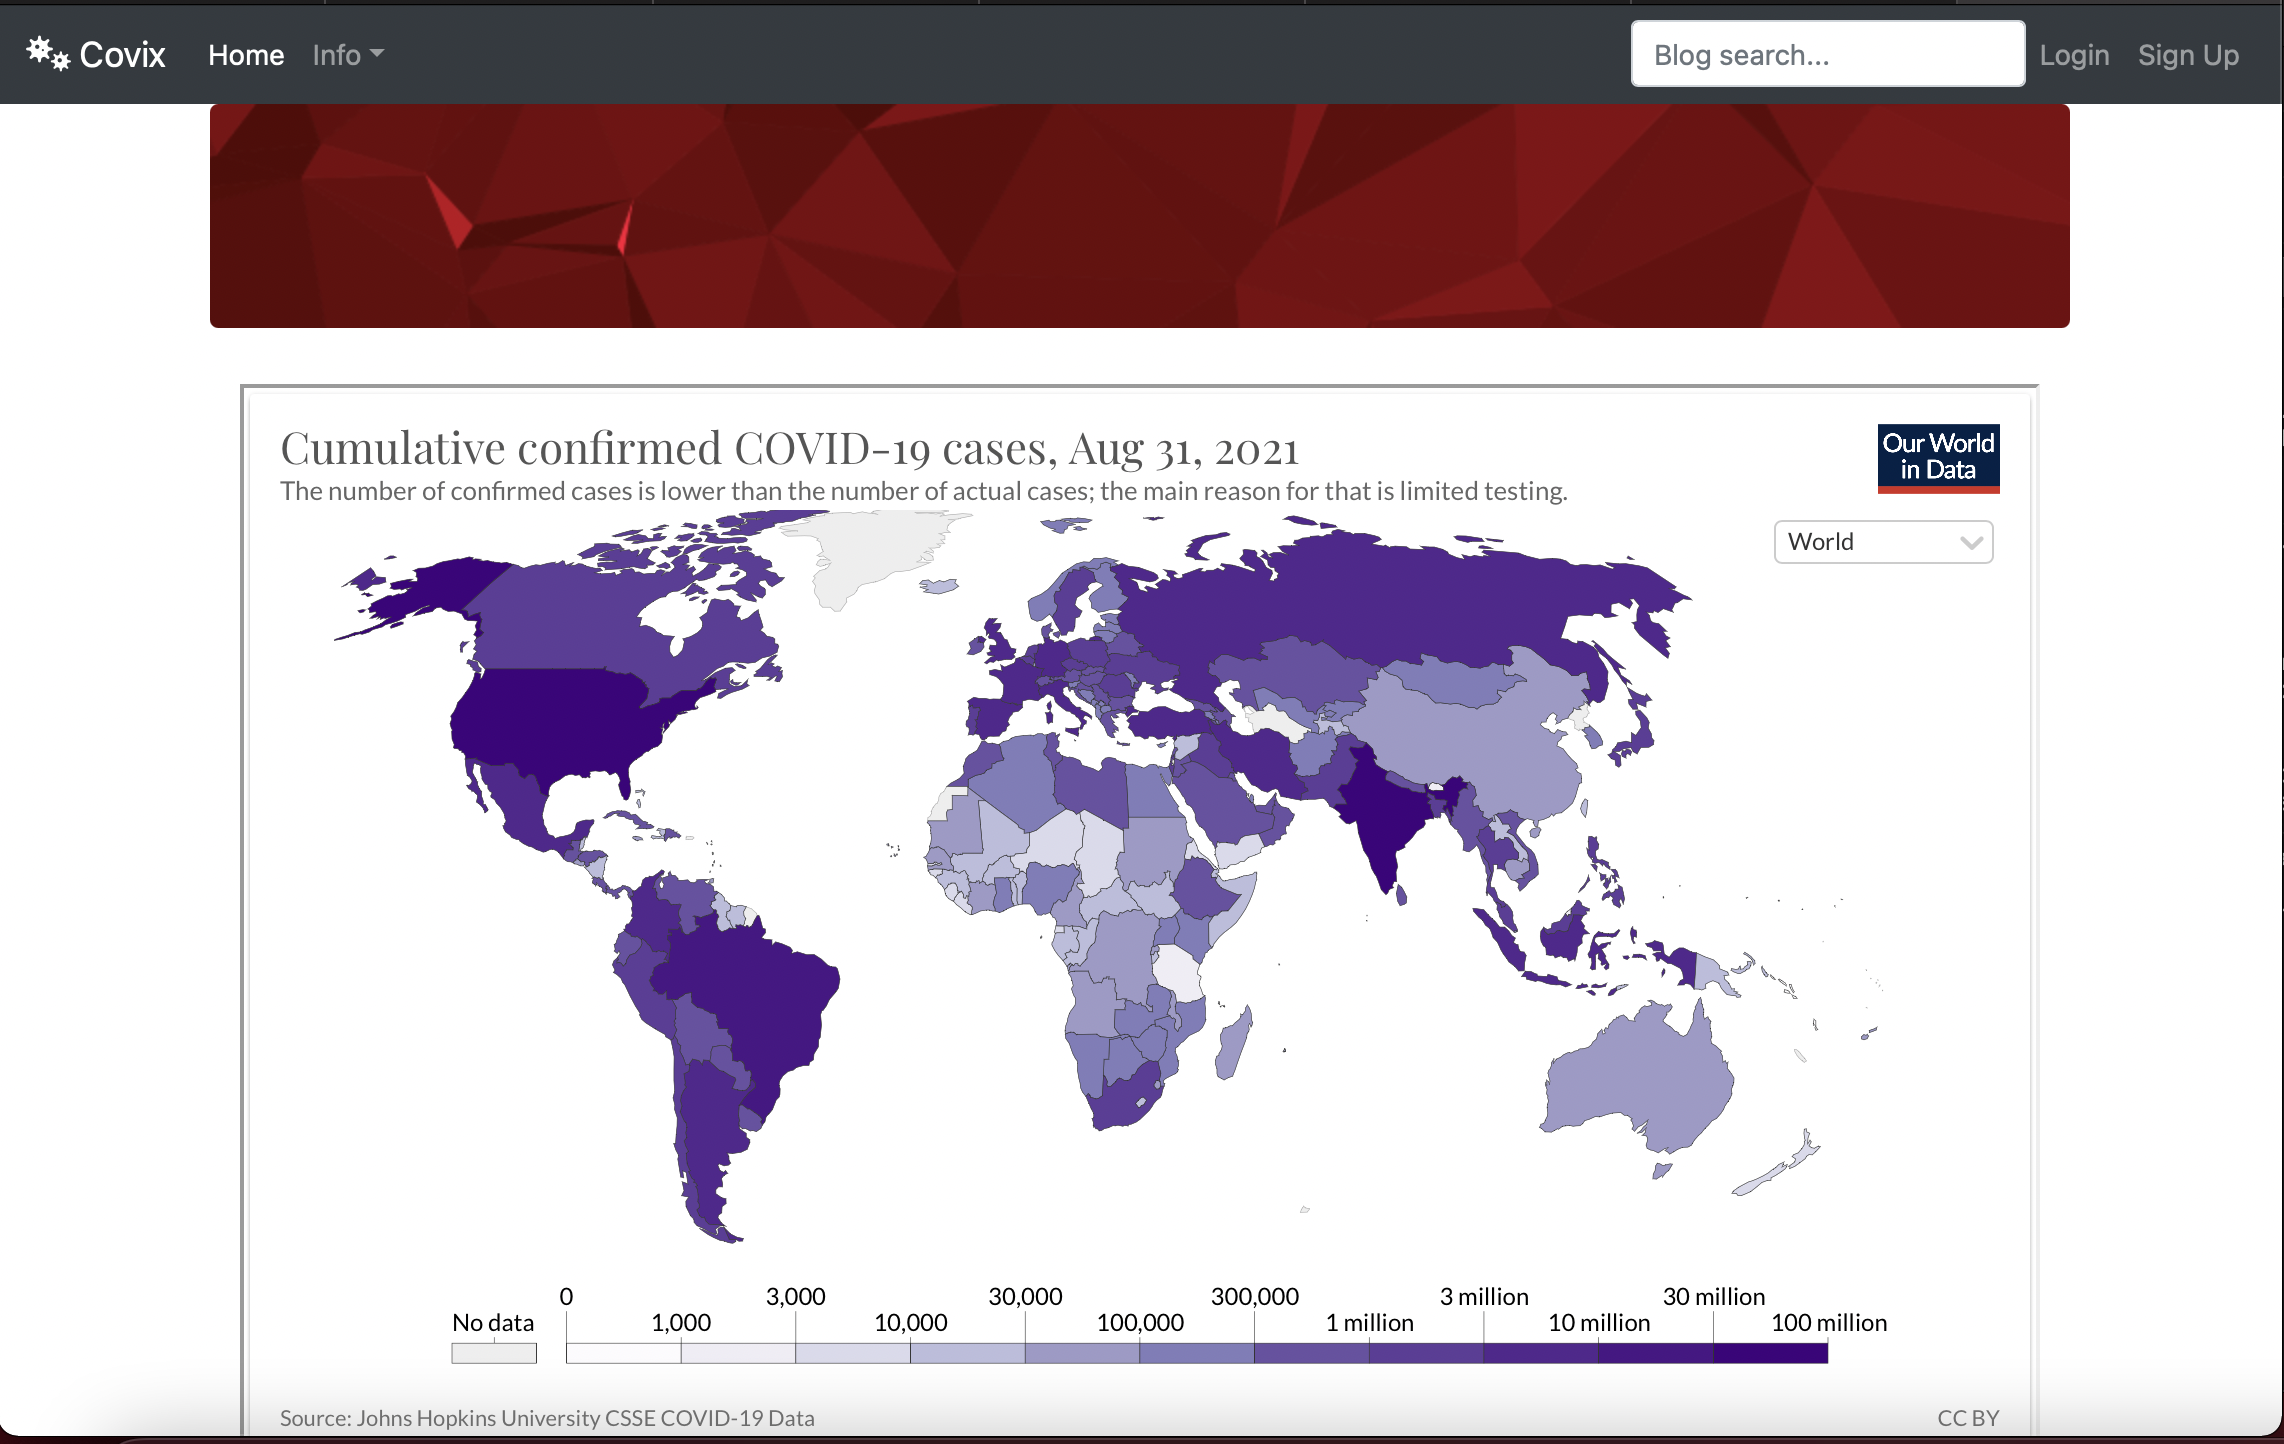 Covix Home Info Blog search... Login Sign Up
Cumulative confirmed COVID-19 cases, Aug 31, 2021
The number of confirmed cases is lower than the number of actual cases; the main reason for that is limited testing.
Our World
in Data
World
0 3,000 30,000 300,000 3 million 30 million
No data 1,000 10,000 100,000 1 million 10 million 100 million
Source: Johns Hopkins University CSSE COVID-19 Data CC BY